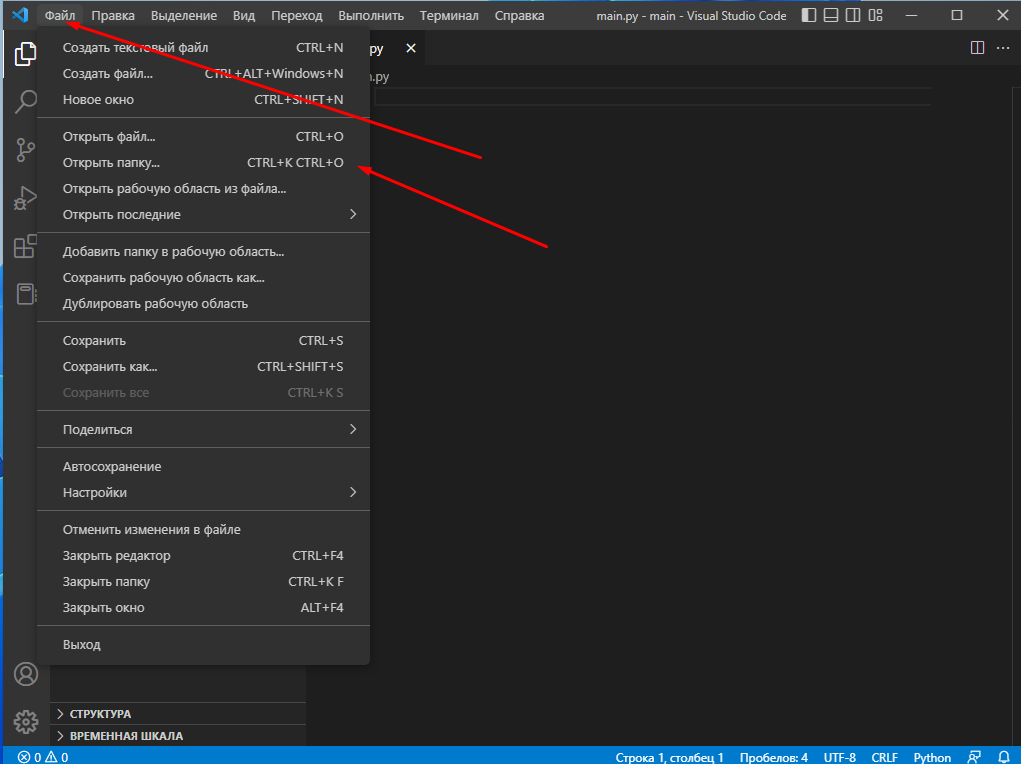 Файл Правка Выделение Вид Переход Выполнить Терминал Справка main.py - main - Visual Studio Code
py
.py
Создать текстовый файл CTRL+N
Создать файл... CTRL+ALT+Windows+N
Новое окно CTRL+SHIFT+N
Открыть файл... CTRL+O
Открыть папку... CTRL+K CTRL+O
Открыть рабочую область из файла...
Открыть последние
Добавить папку в рабочую область...
Сохранить рабочую область как...
Дублировать рабочую область
Сохранить CTRL+S
Сохранить как... CTRL+SHIFT+S
Сохранить все CTRL+K S
Поделиться
Автосохранение
Настройки
Отменить изменения в файле
Закрыть редактор CTRL+F4
Закрыть папку CTRL+K F
Закрыть окно ALT+F4
Выход
СТРУКТУРА
ВРЕМЕННАЯ ШКАЛА
0 0 Строка 1, столбец 1 Пробелов: 4 UTF-8 CRLF Python